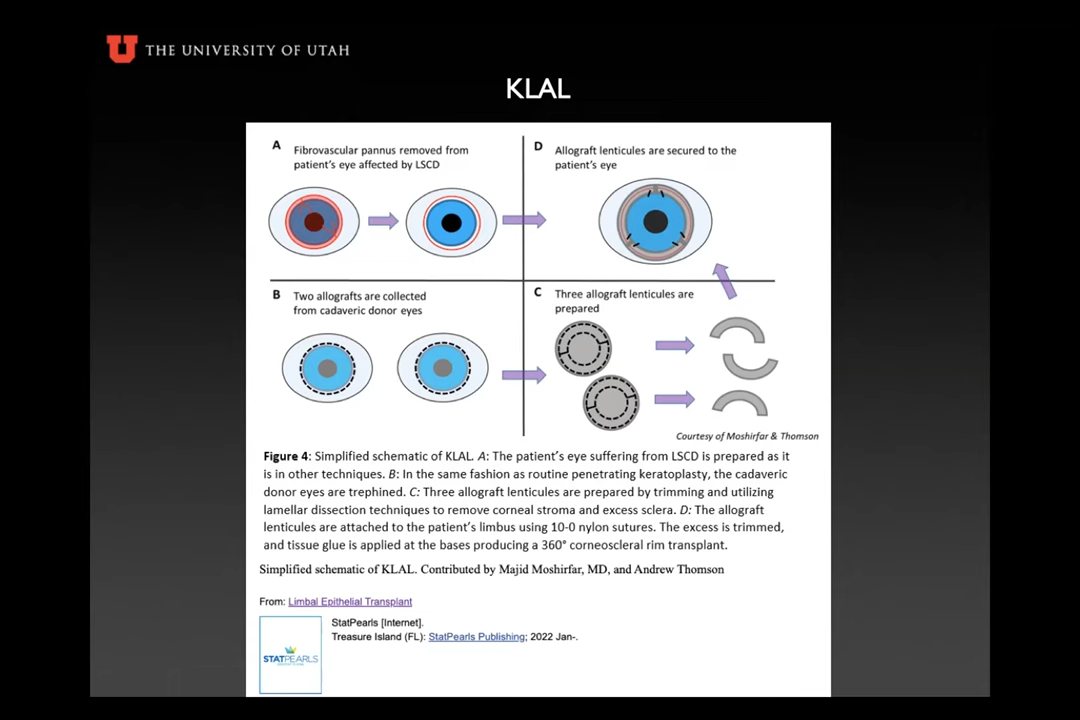 THE UNIVERSITY OF UTAH
KLAL
A
Fibrovascular pannus removed from
patient's eye affected by LSCD
D
Allograft lenticules are secured to the
patient's eye
B
Two allografts are collected
from cadaveric donor eyes
C
Three allograft lenticules are
prepared
Courtesy of Moshirfar & Thomson
Figure 4: Simplified schematic of KLAL. A: The patient's eye suffering from LSCD is prepared as it
is in other techniques. B: In the same fashion as routine penetrating keratoplasty, the cadaveric
donor eyes are trephined. C: Three allograft lenticules are prepared by trimming and utilizing
lamellar dissection techniques to remove corneal stroma and excess sclera. D: The allograft
lenticules are attached to the patient's limbus using 10-0 nylon sutures. The excess is trimmed,
and tissue glue is applied at the bases producing a 360° corneoscleral rim transplant.
Simplified schematic of KLAL. Contributed by Majid Moshirfar, MD, and Andrew Thomson
From: Limbal Epithelial Transplant
StatPearls [Internet].
Treasure Island (FL): StatPearls Publishing; 2022 Jan-.
STATPEARLS